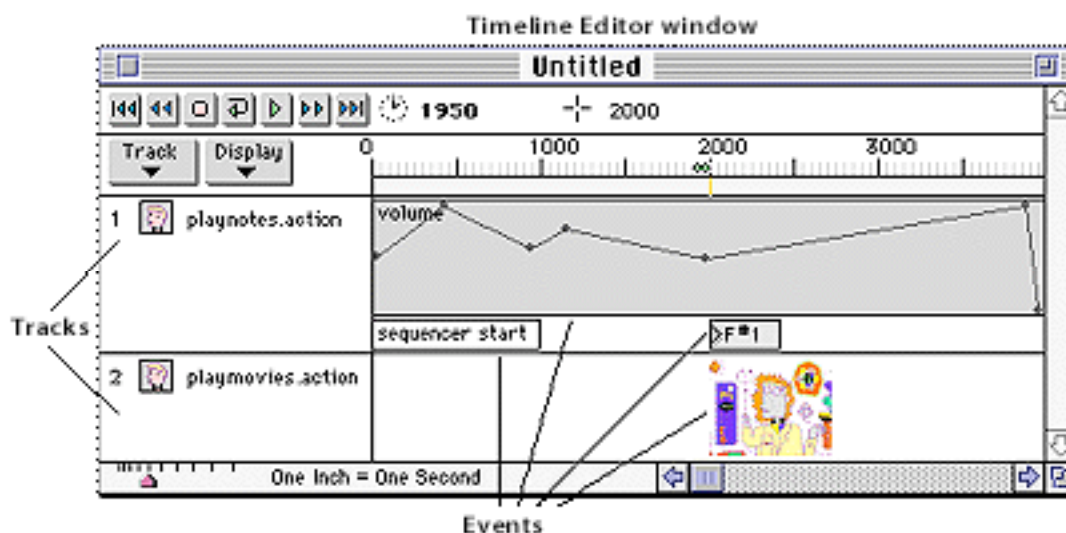 Timeline Editor window
Untitled
1950 2000
Track Display 0 1000 2000 3000
1 playnotes.action volume
Tracks
sequencer start >F#1
2 playmovies.action
One Inch = One Second
Events